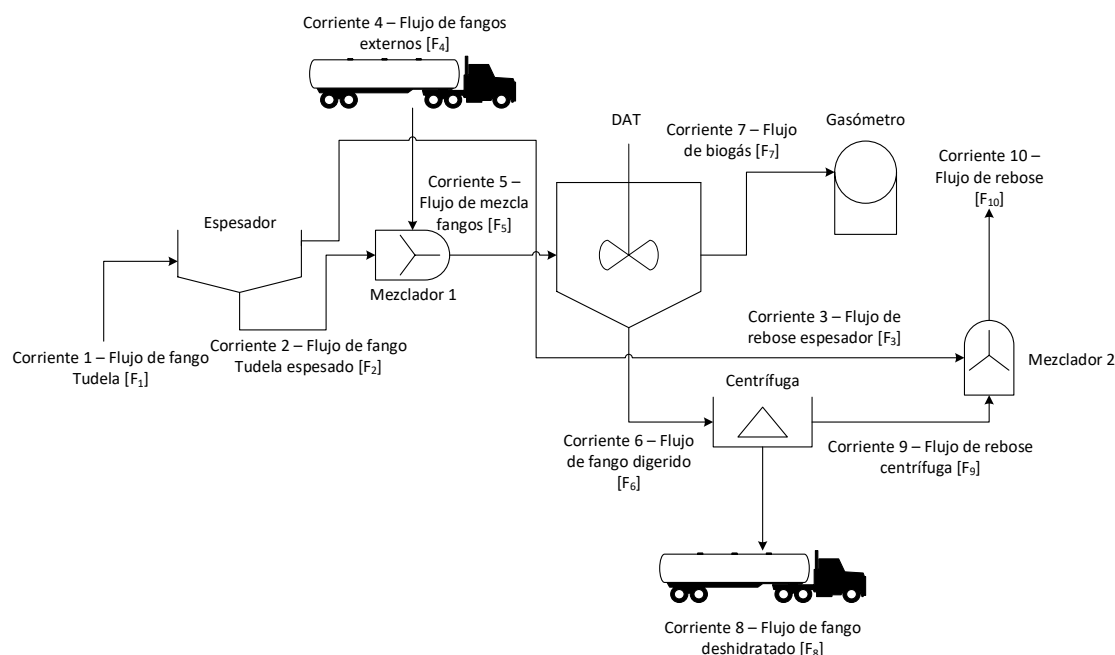 Corriente 4 – Flujo de fangos
externos [F₄]
DAT
Corriente 7 – Flujo
de biogás [F₇]
Gasómetro
Corriente 10 –
Flujo de rebose
[F₁₀]
Corriente 5 –
Flujo de mezcla
fangos [F₅]
Espesador
Mezclador 1
Corriente 1 – Flujo de fango
Tudela [F₁]
Corriente 2 – Flujo de fango
Tudela espesado [F₂]
Corriente 3 – Flujo de
rebose espesador [F₃]
Mezclador 2
Centrífuga
Corriente 6 – Flujo
de fango digerido
[F₆]
Corriente 9 – Flujo de rebose
centrífuga [F₉]
Corriente 8 – Flujo de fango
deshidratado [F₈]